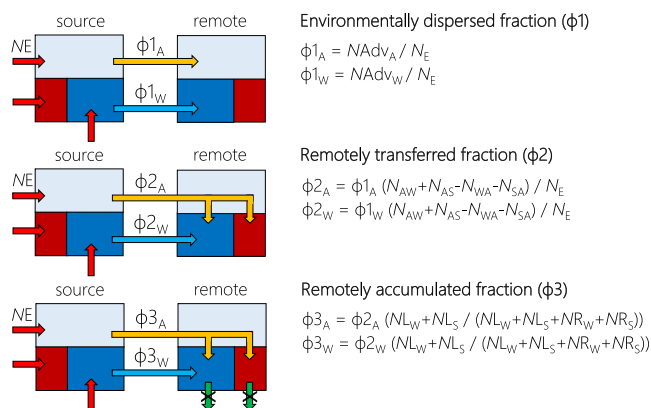 source remote
Environmentally dispersed fraction (ϕ1)
NE
ϕ1A
ϕ1A = NAdvA / NE
ϕ1W = NAdvW / NE
ϕ1W
source remote
Remotely transferred fraction (ϕ2)
NE
ϕ2A
ϕ2A = ϕ1A (NAW+NAS-NWA-NSA) / NE
ϕ2W = ϕ1W (NAW+NAS-NWA-NSA) / NE
ϕ2W
source remote
Remotely accumulated fraction (ϕ3)
NE
ϕ3A
ϕ3A = ϕ2A (NLW+NLS / (NLW+NLS+NRW+NRS))
ϕ3W = ϕ2W (NLW+NLS / (NLW+NLS+NRW+NRS))
ϕ3W